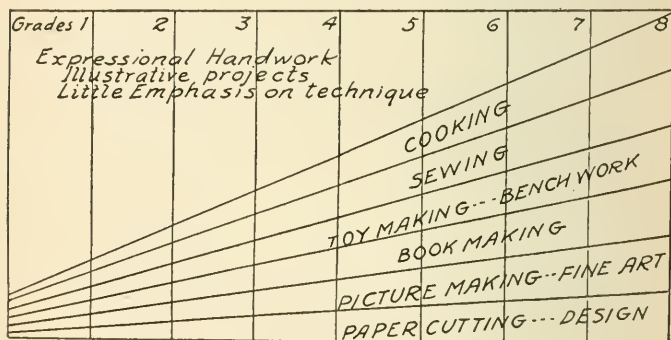 Grades 1 2 3 4 5 6 7 8
Expressional Handwork
Illustrative projects
Little Emphasis on technique
COOKING
SEWING
TOY MAKING---BENCH WORK
BOOK MAKING
PICTURE MAKING--FINE ART
PAPER CUTTING---DESIGN